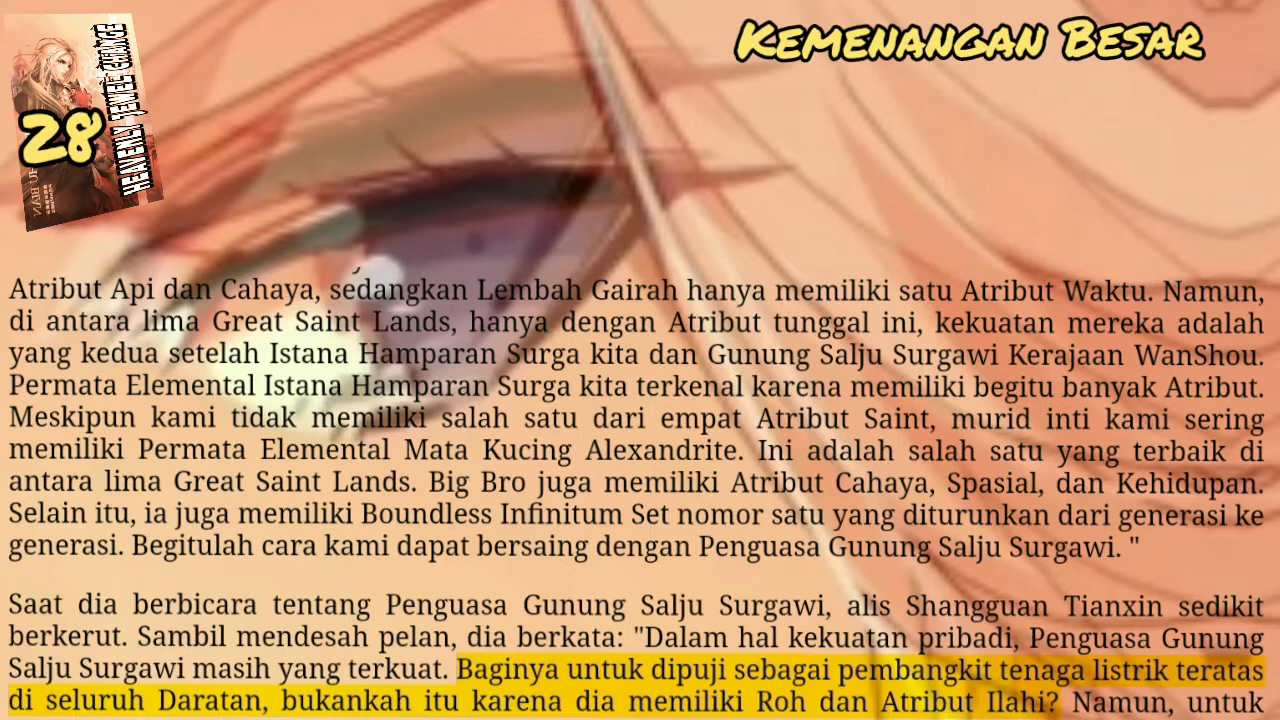 Kemenangan Besar
28
HEAVENLY JEWEL CHANGE
Atribut Api dan Cahaya, sedangkan Lembah Gairah hanya memiliki satu Atribut Waktu. Namun,
di antara lima Great Saint Lands, hanya dengan Atribut tunggal ini, kekuatan mereka adalah
yang kedua setelah Istana Hamparan Surga kita dan Gunung Salju Surgawi Kerajaan WanShou.
Permata Elemental Istana Hamparan Surga kita terkenal karena memiliki begitu banyak Atribut.
Meskipun kami tidak memiliki salah satu dari empat Atribut Saint, murid inti kami sering
memiliki Permata Elemental Mata Kucing Alexandrite. Ini adalah salah satu yang terbaik di
antara lima Great Saint Lands. Big Bro juga memiliki Atribut Cahaya, Spasial, dan Kehidupan.
Selain itu, ia juga memiliki Boundless Infinitum Set nomor satu yang diturunkan dari generasi ke
generasi. Begitulah cara kami dapat bersaing dengan Penguasa Gunung Salju Surgawi. "
Saat dia berbicara tentang Penguasa Gunung Salju Surgawi, alis Shangguan Tianxin sedikit
berkerut. Sambil mendesah pelan, dia berkata: "Dalam hal kekuatan pribadi, Penguasa Gunung
Salju Surgawi masih yang terkuat. Baginya untuk dipuji sebagai pembangkit tenaga listrik teratas
di seluruh Daratan, bukankah itu karena dia memiliki Roh dan Atribut Ilahi? Namun, untuk